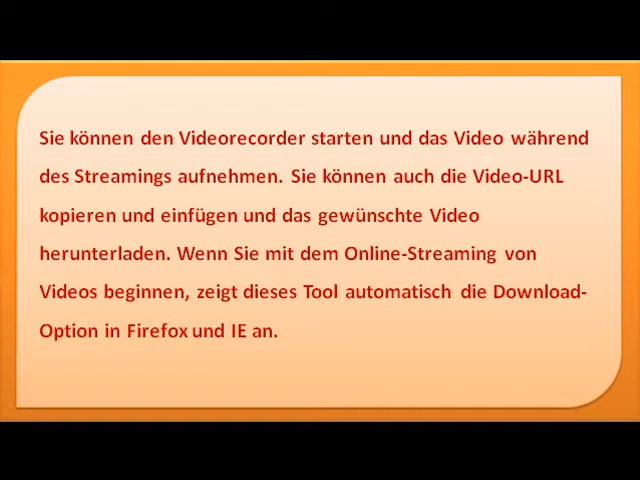 Sie können den Videorecorder starten und das Video während
des Streamings aufnehmen. Sie können auch die Video-URL
kopieren und einfügen und das gewünschte Video
herunterladen. Wenn Sie mit dem Online-Streaming von
Videos beginnen, zeigt dieses Tool automatisch die Download-
Option in Firefox und IE an.